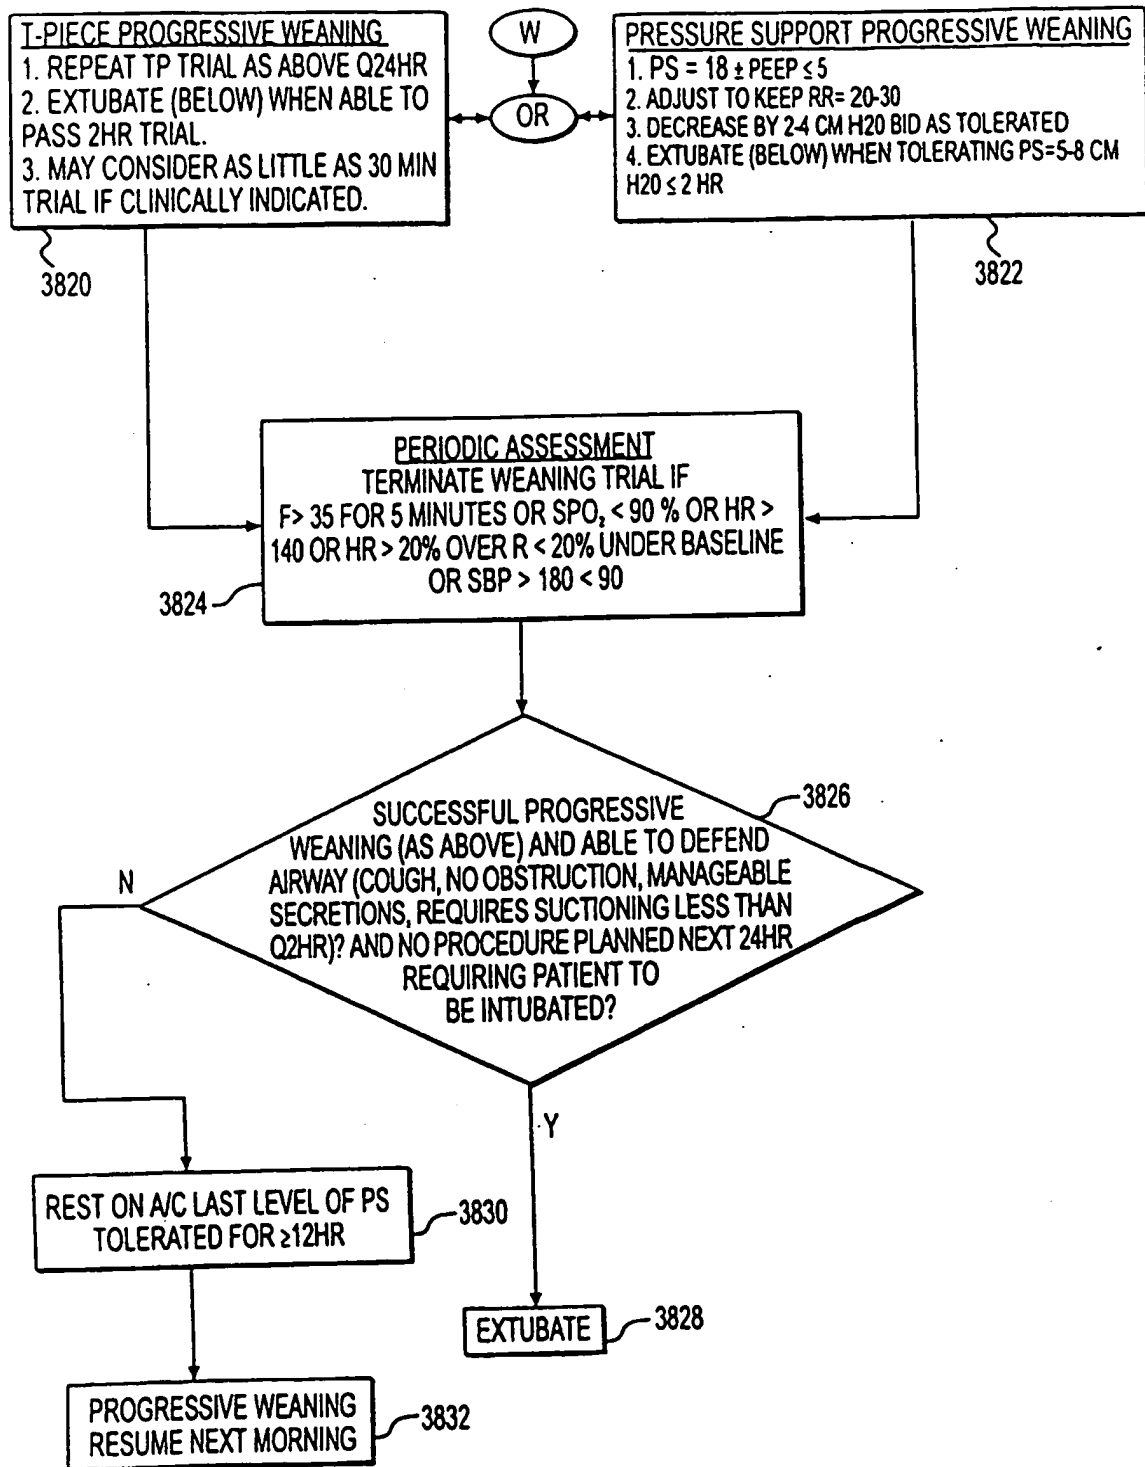 T-PIECE PROGRESSIVE WEANING
1. REPEAT TP TRIAL AS ABOVE Q24HR
2. EXTUBATE (BELOW) WHEN ABLE TO
PASS 2HR TRIAL.
3. MAY CONSIDER AS LITTLE AS 30 MIN
TRIAL IF CLINICALLY INDICATED.
3820
W
OR
PRESSURE SUPPORT PROGRESSIVE WEANING
1. PS = 18 ± PEEP ≤ 5
2. ADJUST TO KEEP RR= 20-30
3. DECREASE BY 2-4 CM H20 BID AS TOLERATED
4. EXTUBATE (BELOW) WHEN TOLERATING PS=5-8 CM
H20 ≤ 2 HR
3822
PERIODIC ASSESSMENT
TERMINATE WEANING TRIAL IF
F> 35 FOR 5 MINUTES OR SPO₂ < 90 % OR HR >
140 OR HR > 20% OVER R < 20% UNDER BASELINE
OR SBP > 180 < 90
3824
SUCCESSFUL PROGRESSIVE
WEANING (AS ABOVE) AND ABLE TO DEFEND
AIRWAY (COUGH, NO OBSTRUCTION, MANAGEABLE
SECRETIONS, REQUIRES SUCTIONING LESS THAN
Q2HR)? AND NO PROCEDURE PLANNED NEXT 24HR
REQUIRING PATIENT TO
BE INTUBATED?
3826
N
Y
REST ON A/C LAST LEVEL OF PS
TOLERATED FOR ≥12HR
3830
EXTUBATE
3828
PROGRESSIVE WEANING
RESUME NEXT MORNING
3832